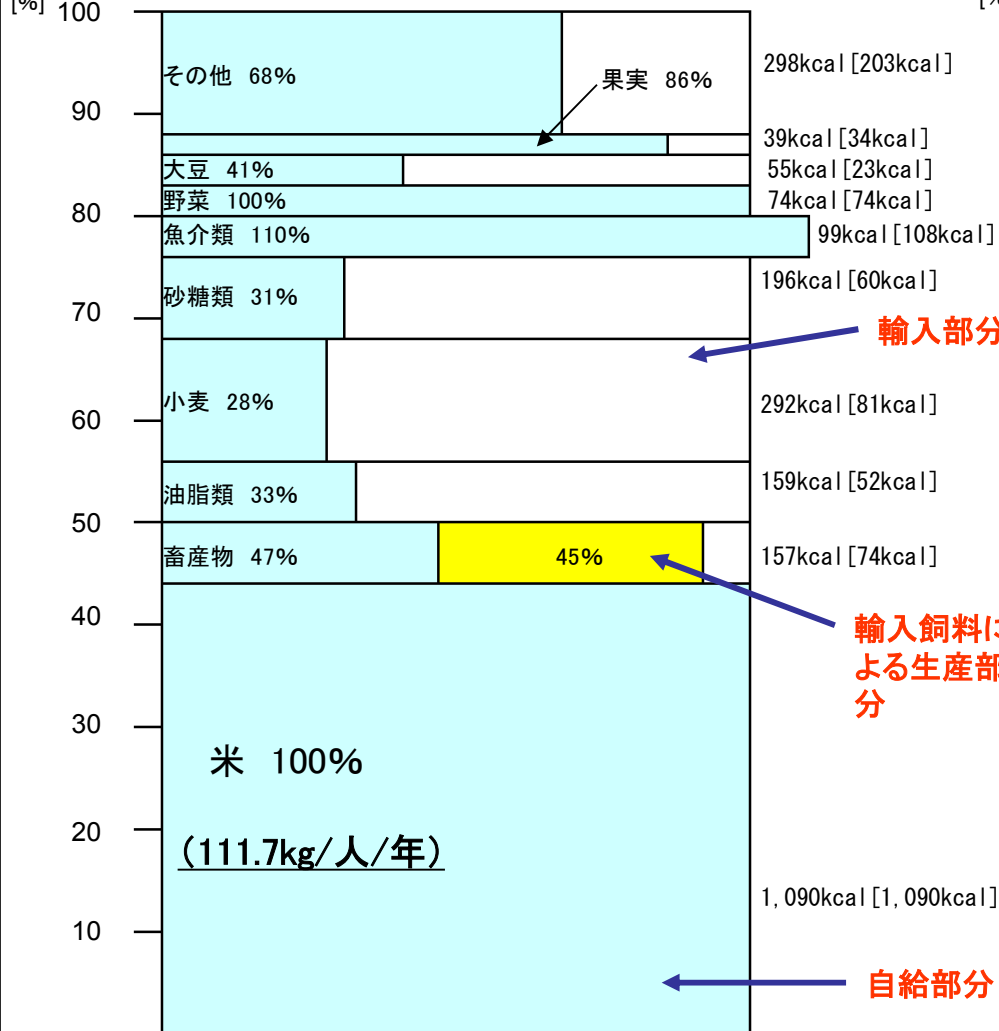 [%]
100
その他 68%
果実 86%
298kcal[203kcal]
90
39kcal[34kcal]
大豆 41%
55kcal[23kcal]
野菜 100%
74kcal[74kcal]
80
魚介類 110%
99kcal[108kcal]
砂糖類 31%
196kcal[60kcal]
70
輸入部分
小麦 28%
292kcal[81kcal]
60
油脂類 33%
159kcal[52kcal]
50
畜産物 47%
45%
157kcal[74kcal]
40
輸入飼料に
よる生産部
分
30
米 100%
20
(111.7kg/人/年)
1,090kcal[1,090kcal]
10
自給部分